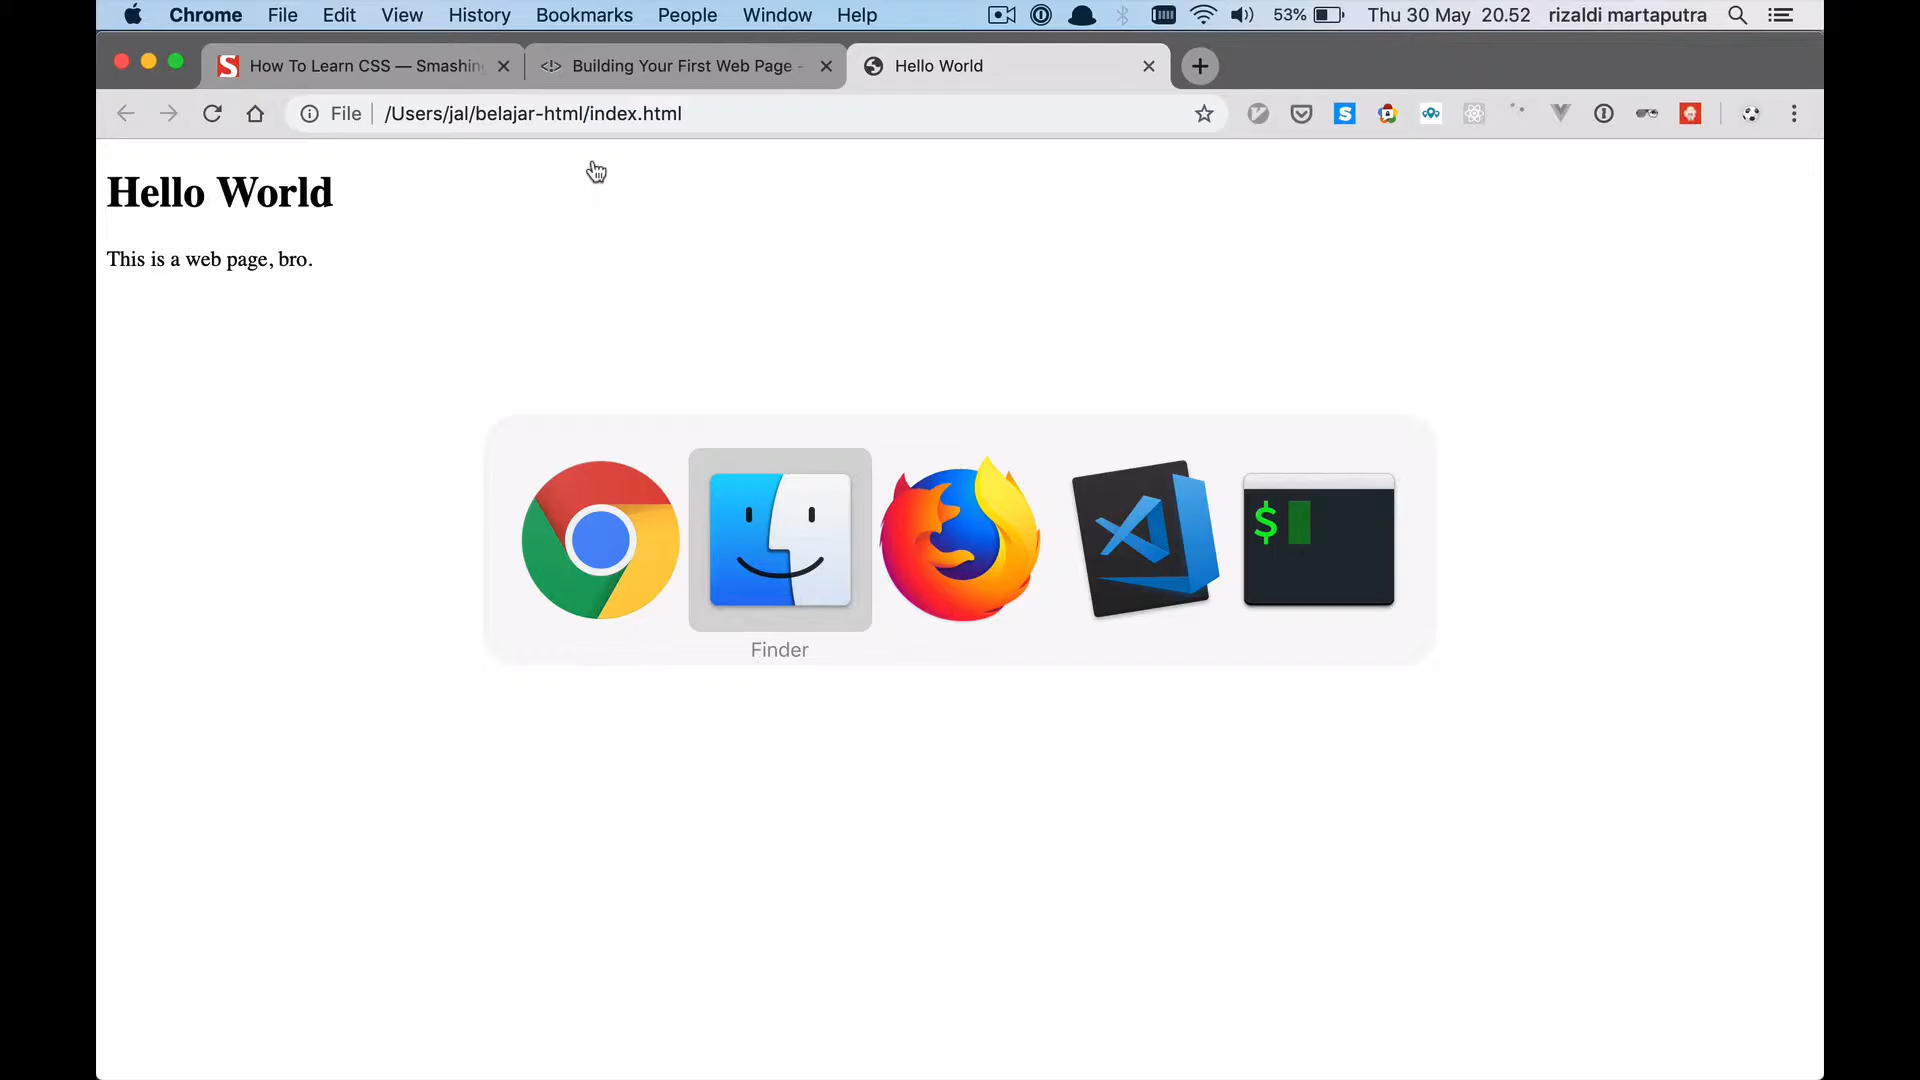 Chrome File Edit View History Bookmarks People Window Help 53% Thu 30 May 20.52 rizaldi martaputra
S How To Learn CSS — Smashing Building Your First Web Page - Hello World
File /Users/jal/belajar-html/index.html S
Hello World
This is a web page, bro.
$
Finder